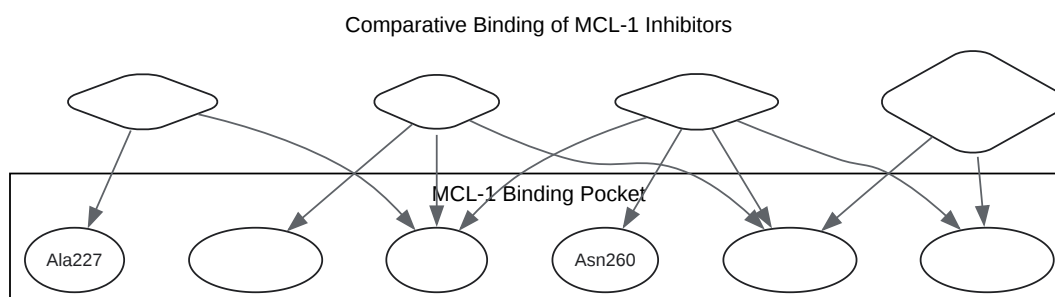 Comparative Binding of MCL-1 Inhibitors
MCL-1 Binding Pocket
Ala227
Asn260